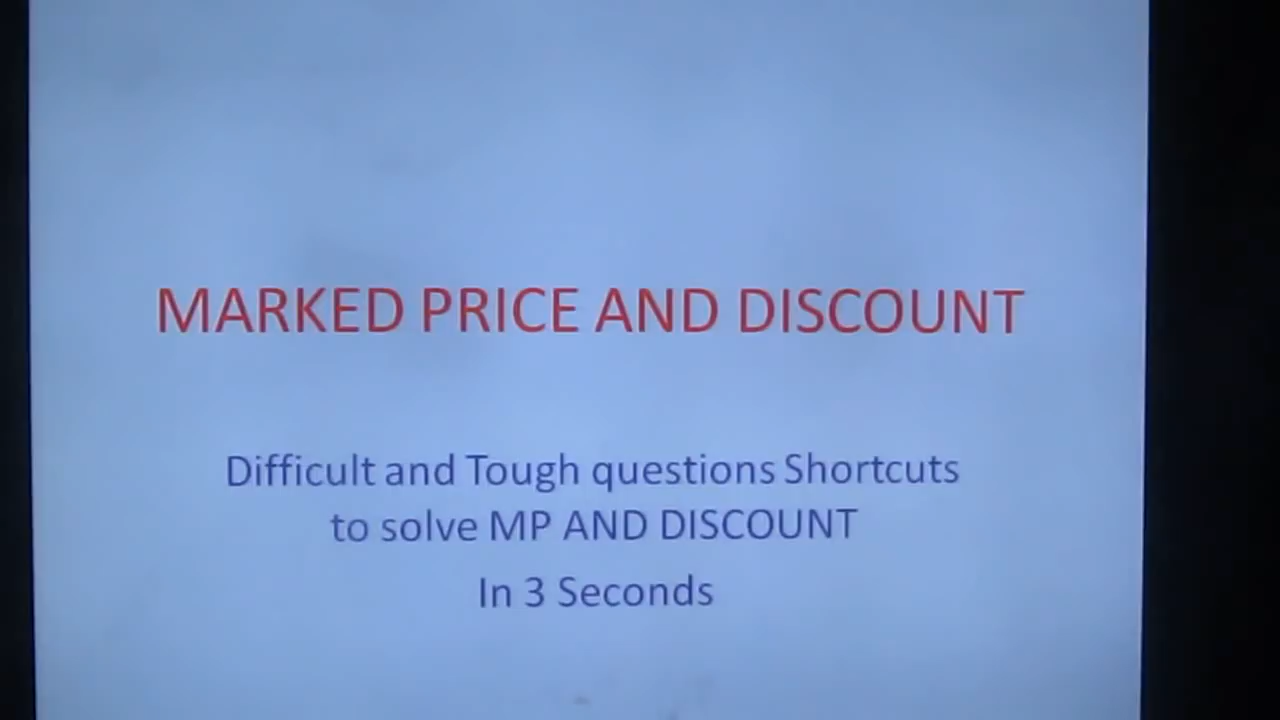 MARKED PRICE AND DISCOUNT
Difficult and Tough questions Shortcuts
to solve MP AND DISCOUNT
In 3 Seconds